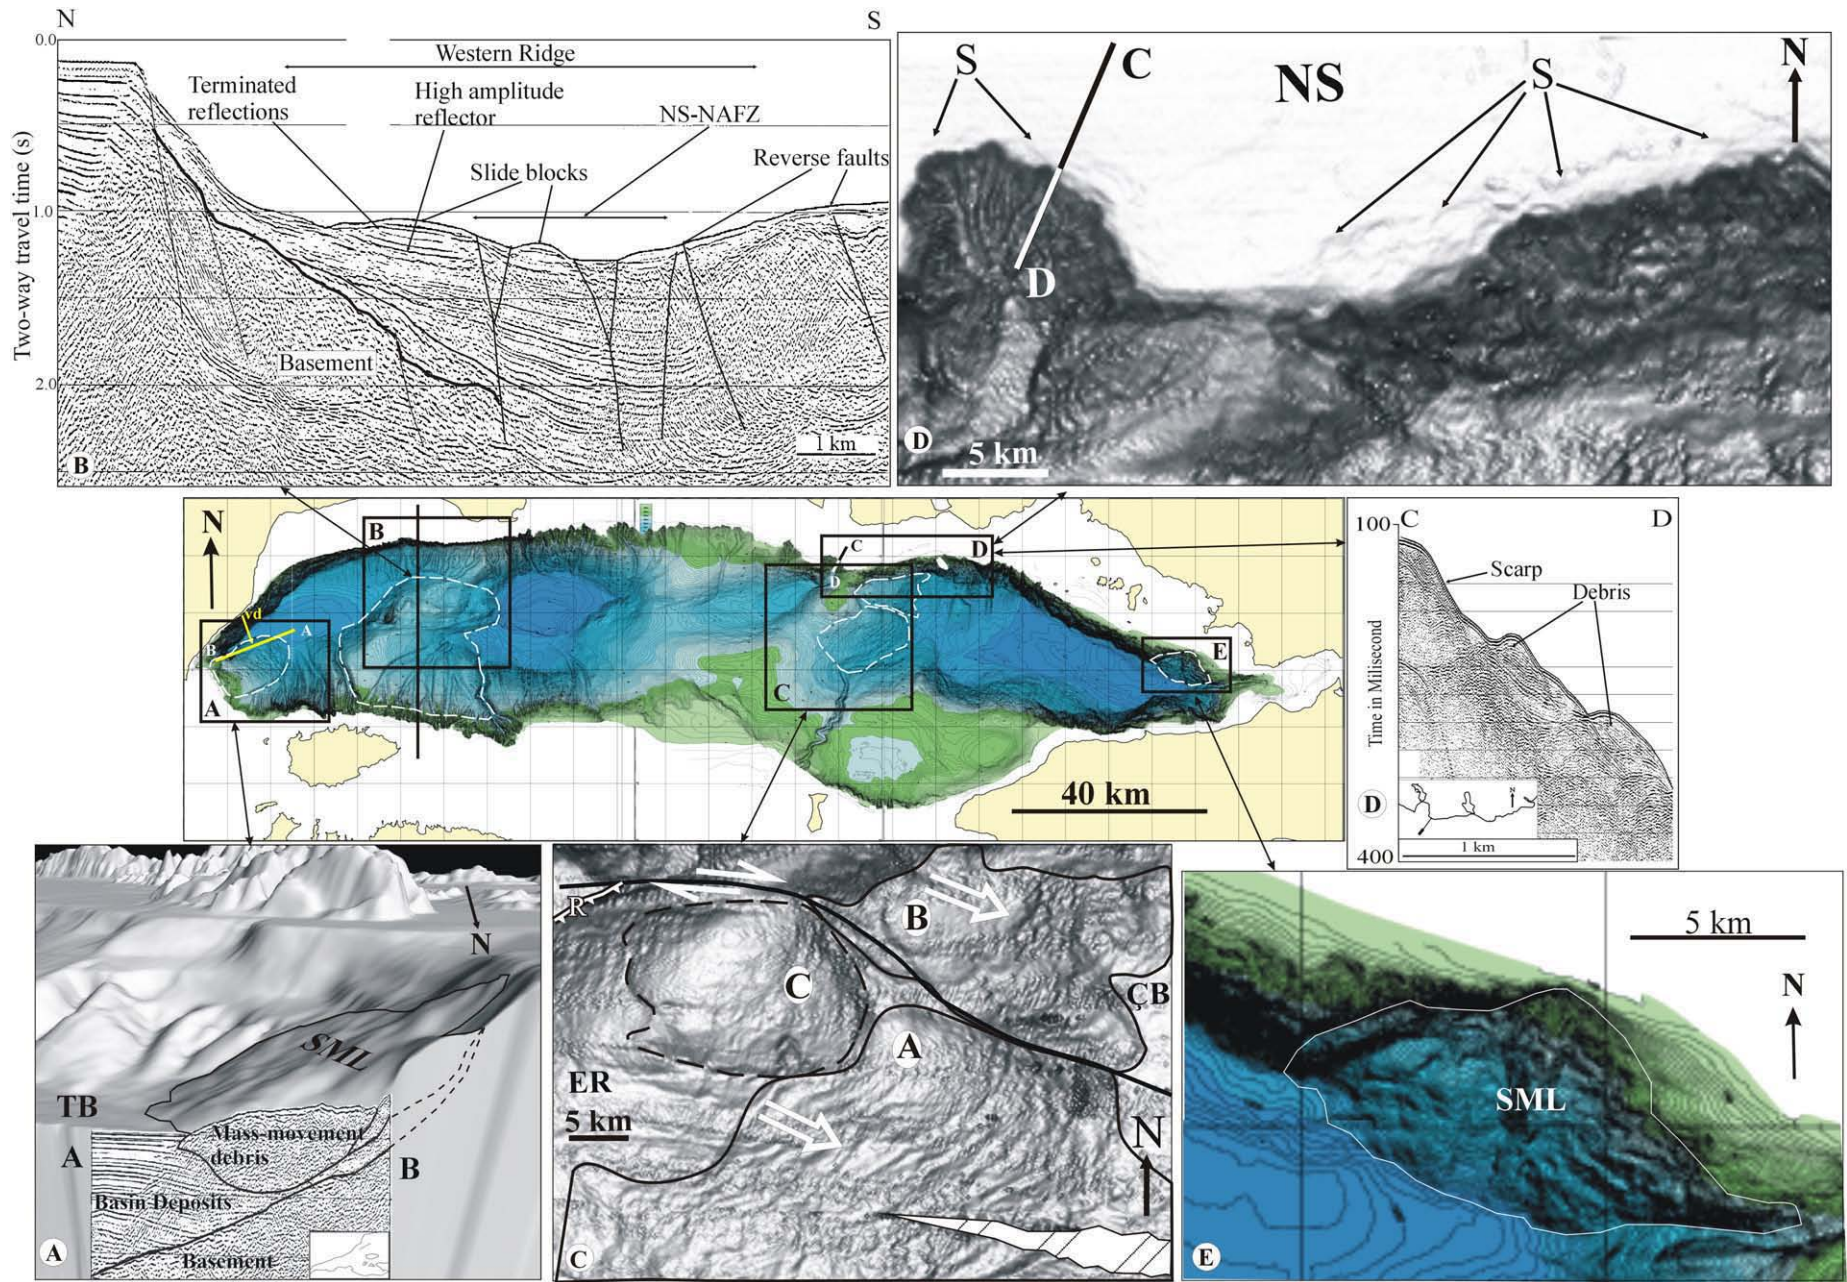 N
S
0.0
Western Ridge
Terminated
reflections
High amplitude
reflector
NS-NAFZ
Slide blocks
Reverse faults
1.0
Two-way travel time (s)
Basement
2.0
1 km
B
S
C
NS
S
N
D
D
5 km
N
B
C
D
D
vd
A
B
A
C
E
40 km
C
D
100
Scarp
Debris
Time in Milisecond
D
N
400
1 km
N
SML
TB
Mass-movement
debris
A
B
Basin Deposits
Basement
A
R
B
C
ÇB
A
ER
5 km
N
C
5 km
N
SML
E